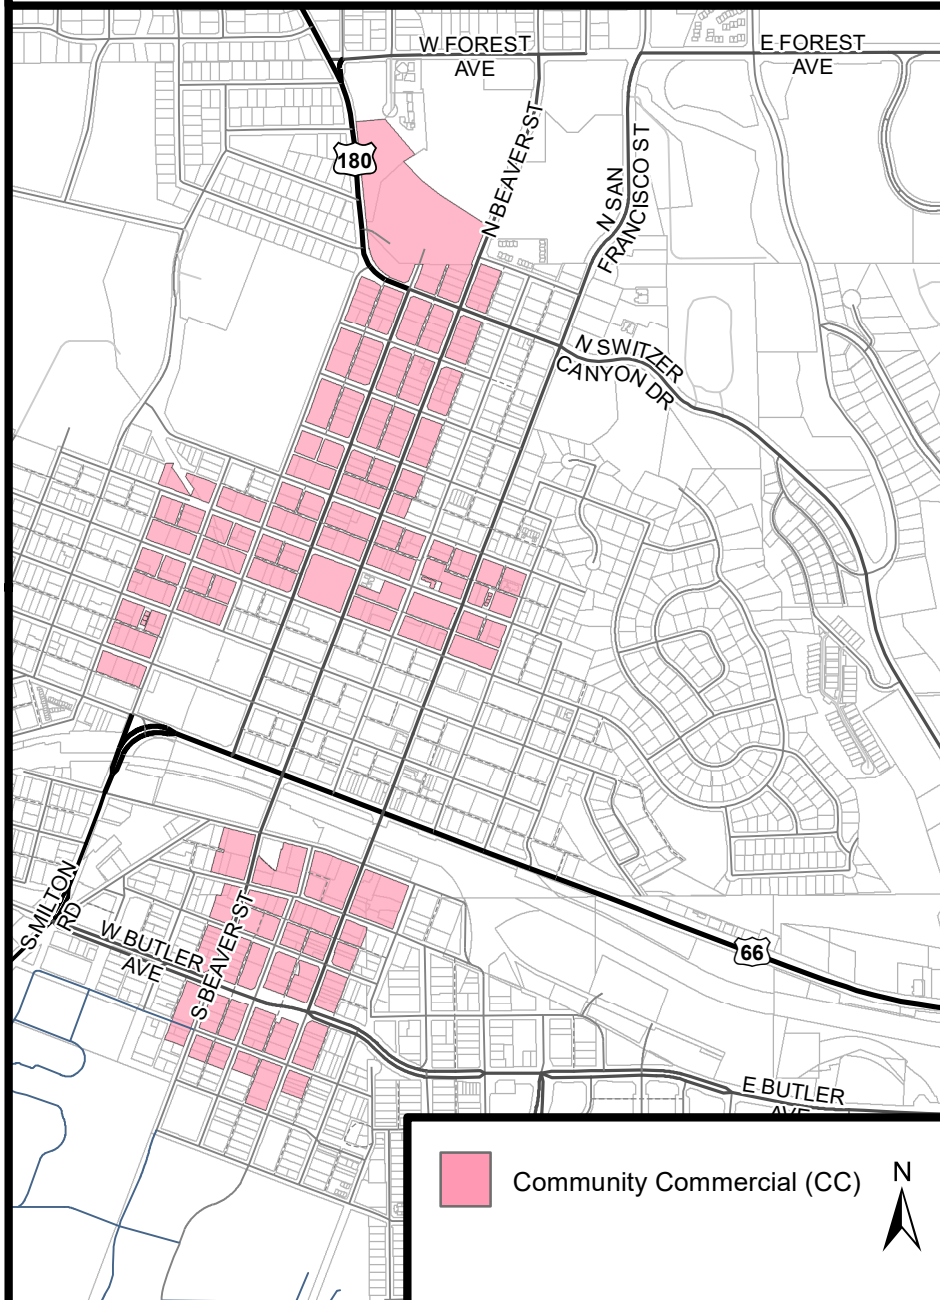 W FOREST
AVE
E FOREST
AVE
180
N BEAVER ST
N SAN
FRANCISCO ST
N SWITZER
CANYON DR
S MILTON
RD
W BUTLER
AVE
S BEAVER ST
66
E BUTLER
AVE
Community Commercial (CC)
N